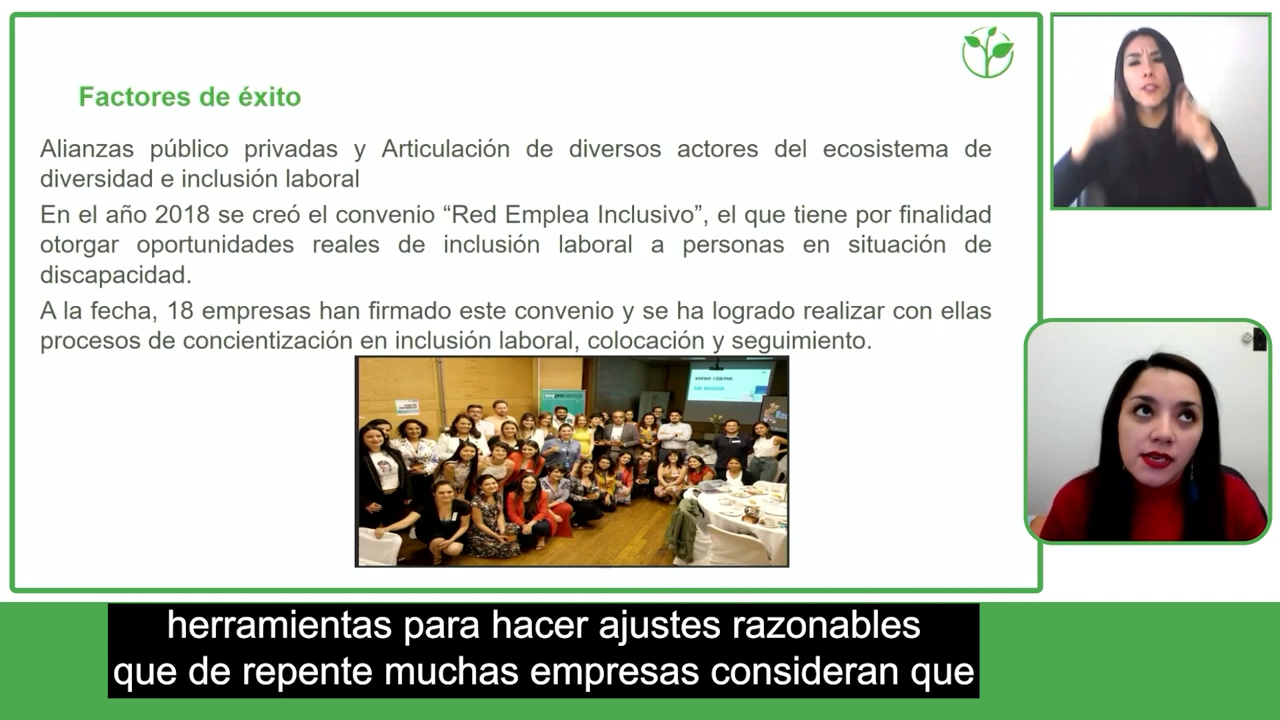 Factores de éxito
Alianzas público privadas y Articulación de diversos actores del ecosistema de
diversidad e inclusión laboral
En el año 2018 se creó el convenio “Red Emplea Inclusivo”, el que tiene por finalidad
otorgar oportunidades reales de inclusión laboral a personas en situación de
discapacidad.
A la fecha, 18 empresas han firmado este convenio y se ha logrado realizar con ellas
procesos de concientización en inclusión laboral, colocación y seguimiento.
herramientas para hacer ajustes razonables
que de repente muchas empresas consideran que